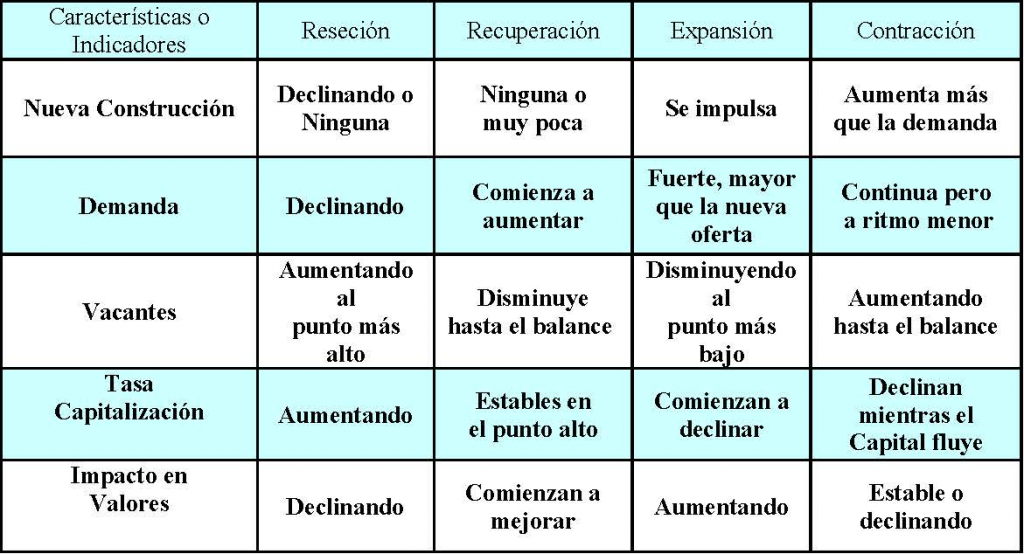 Características o
Indicadores
Reseción
Recuperación
Expansión
Contracción
Nueva Construcción
Declinando o
Ninguna
Ninguna o
muy poca
Se impulsa
Aumenta más
que la demanda
Demanda
Declinando
Comienza a
aumentar
Fuerte, mayor
que la nueva
oferta
Continua pero
a ritmo menor
Vacantes
Aumentando
al
punto más
alto
Disminuye
hasta el balance
Disminuyendo
al
punto más
bajo
Aumentando
hasta el balance
Tasa
Capitalización
Aumentando
Estables en
el punto alto
Comienzan a
declinar
Declinan
mientras el
Capital fluye
Impacto en
Valores
Declinando
Comienzan a
mejorar
Aumentando
Estable o
declinando